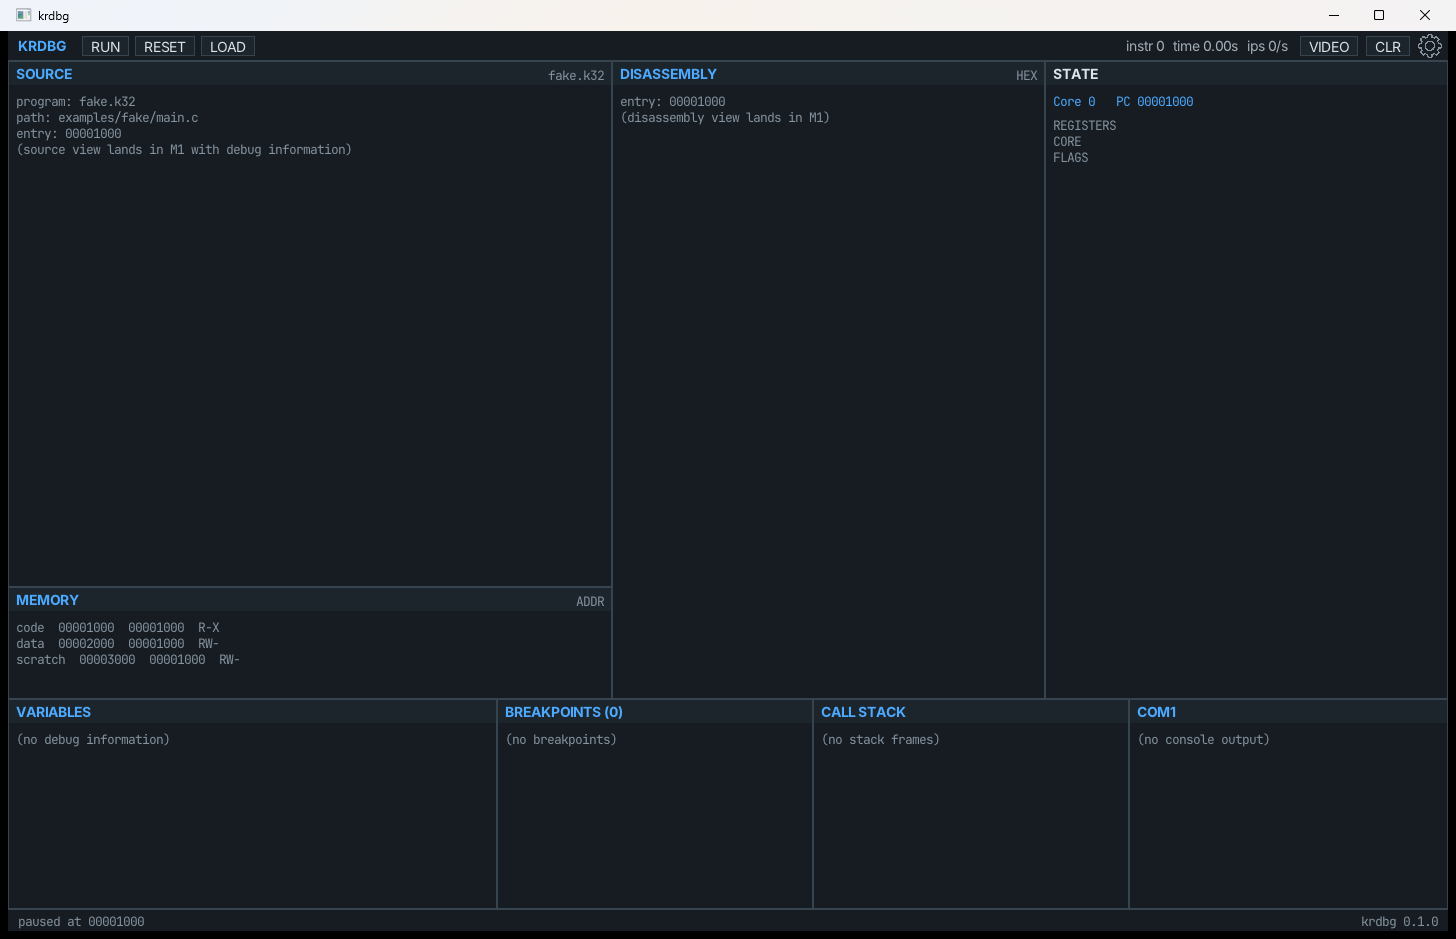 krdbg
KRDBG RUN RESET LOAD instr 0 time 0.00s ips 0/s VIDEO CLR
SOURCE fake.k32
program: fake.k32
path: examples/fake/main.c
entry: 00001000
(source view lands in M1 with debug information)
DISASSEMBLY HEX
entry: 00001000
(disassembly view lands in M1)
STATE
Core 0 PC 00001000
REGISTERS
CORE
FLAGS
MEMORY ADDR
code 00001000 00001000 R-X
data 00002000 00001000 RW-
scratch 00003000 00001000 RW-
VARIABLES
(no debug information)
BREAKPOINTS (0)
(no breakpoints)
CALL STACK
(no stack frames)
COM1
(no console output)
paused at 00001000 krdbg 0.1.0